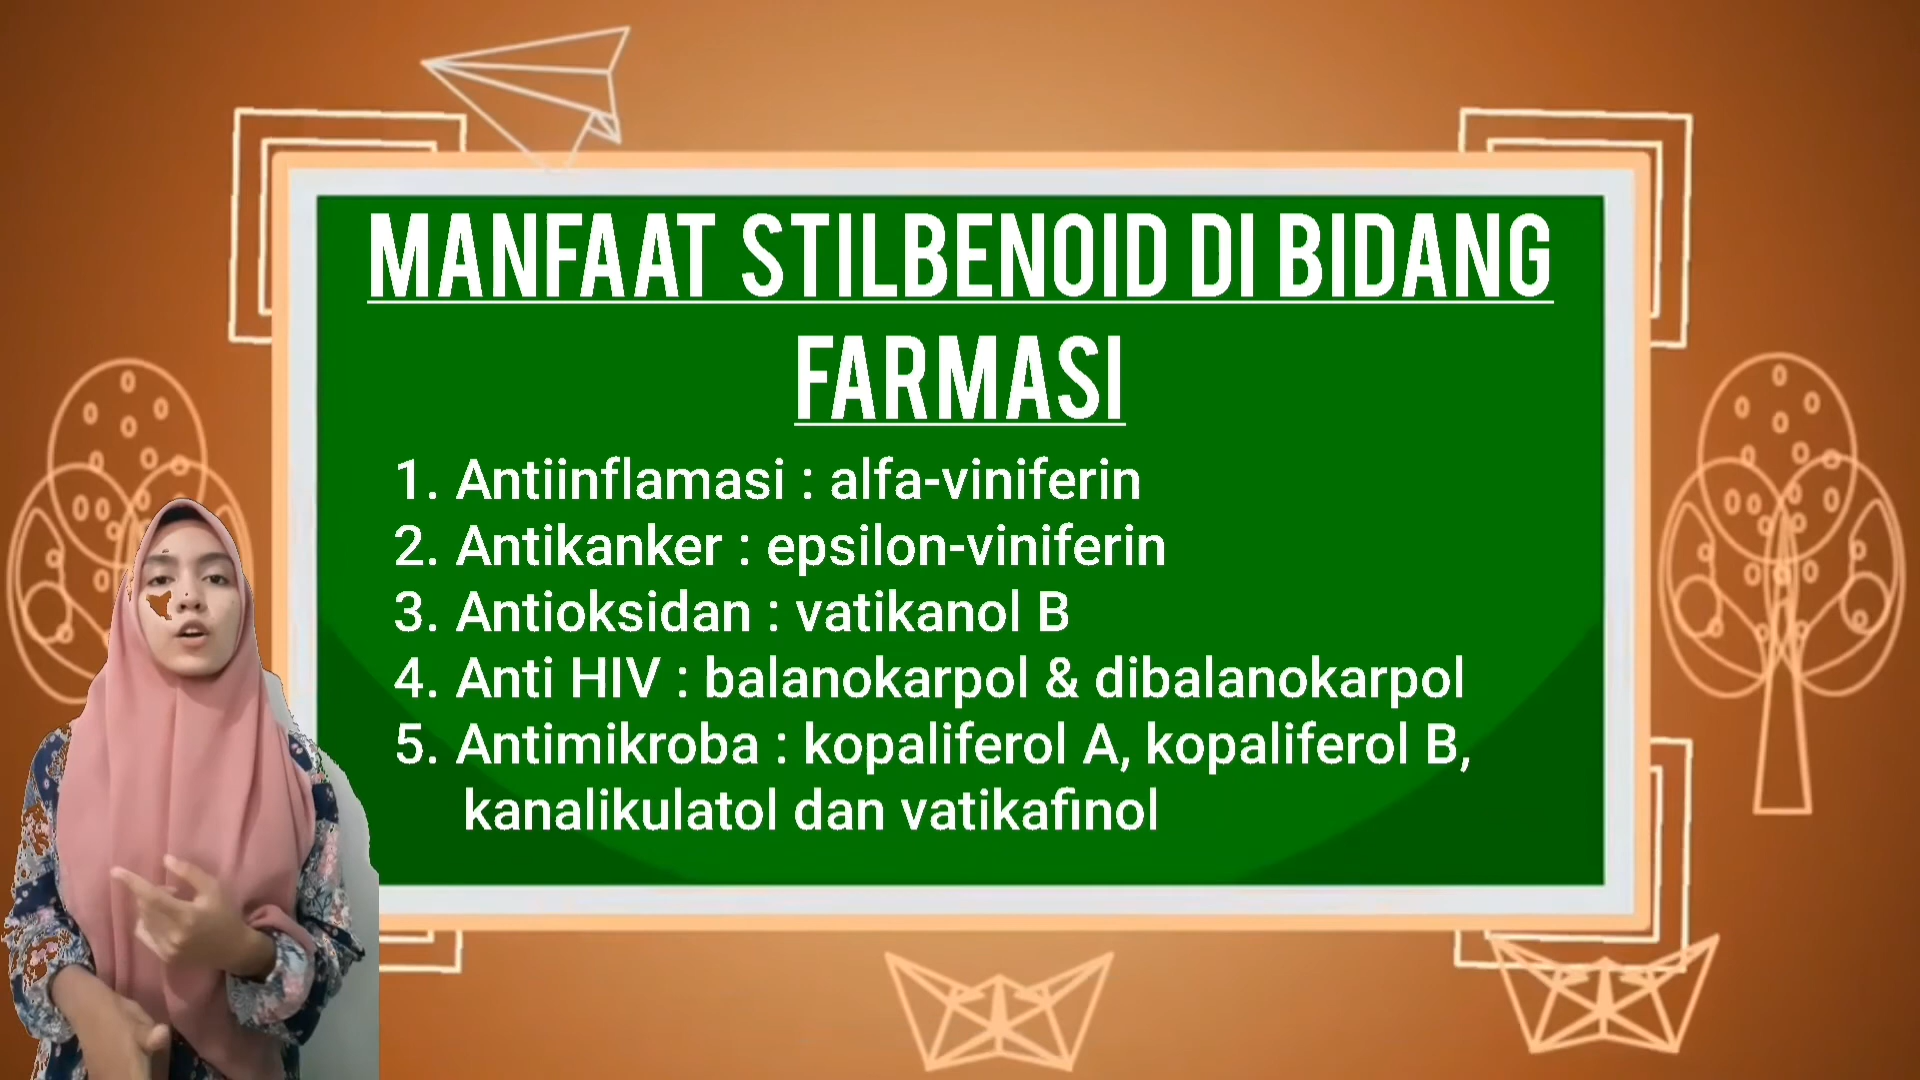 MANFAAT STILBENOID DI BIDANG
FARMASI
1. Antiinflamasi : alfa-viniferin
2. Antikanker : epsilon-viniferin
3. Antioksidan : vatikanol B
4. Anti HIV : balanokarpol & dibalanokarpol
5. Antimikroba : kopaliferol A, kopaliferol B,
kanalikulatol dan vatikafinol